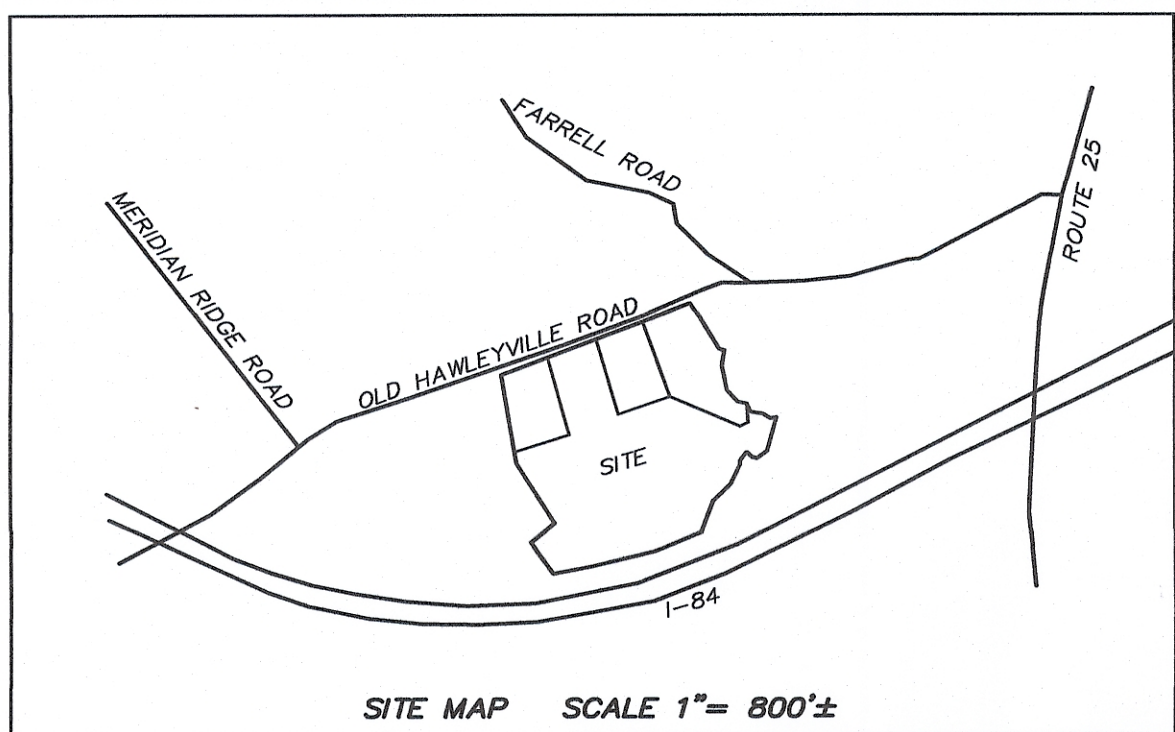 FARRELL ROAD
ROUTE 25
MERIDIAN RIDGE ROAD
OLD HAWLEYVILLE ROAD
SITE
I-84
SITE MAP SCALE 1"= 800'±